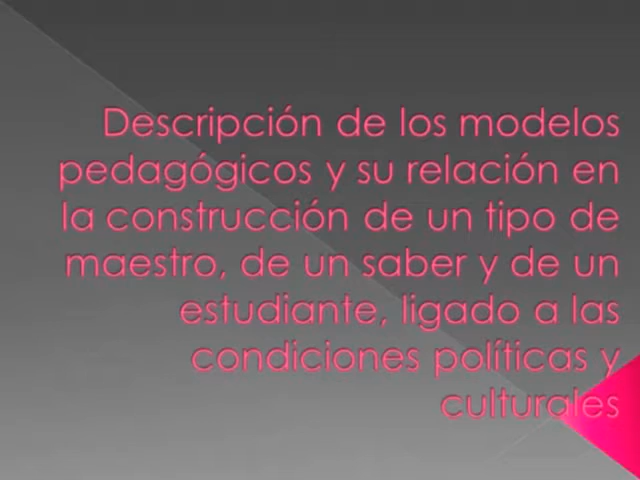 Descripción de los modelos
pedagógicos y su relación en
la construcción de un tipo de
maestro, de un saber y de un
estudiante, ligado a las
condiciones políticas y
culturales